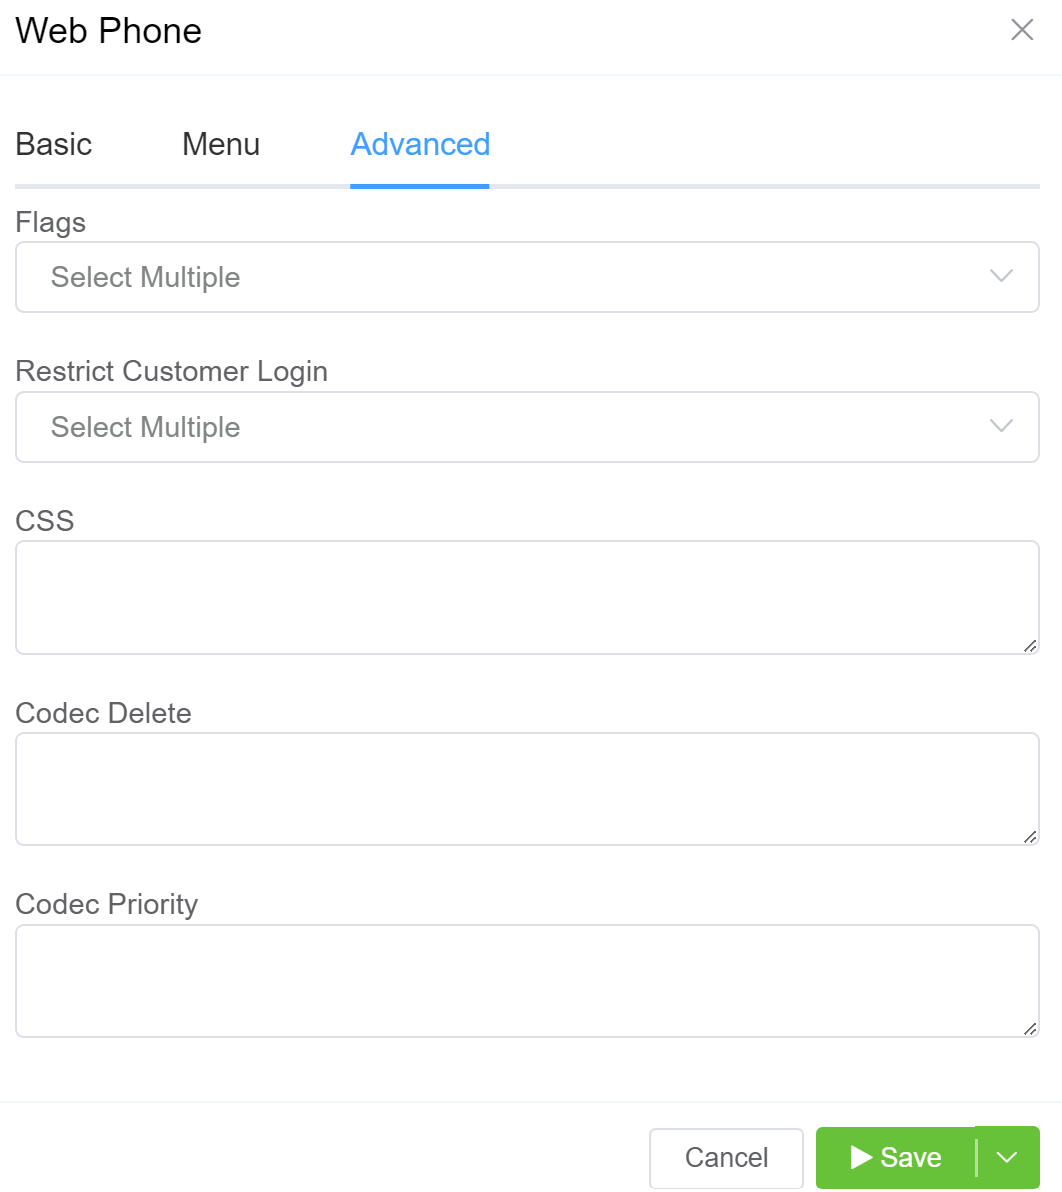 Web Phone
Basic Menu Advanced
Flags
Select Multiple
Restrict Customer Login
Select Multiple
CSS
Codec Delete
Codec Priority
Cancel Save